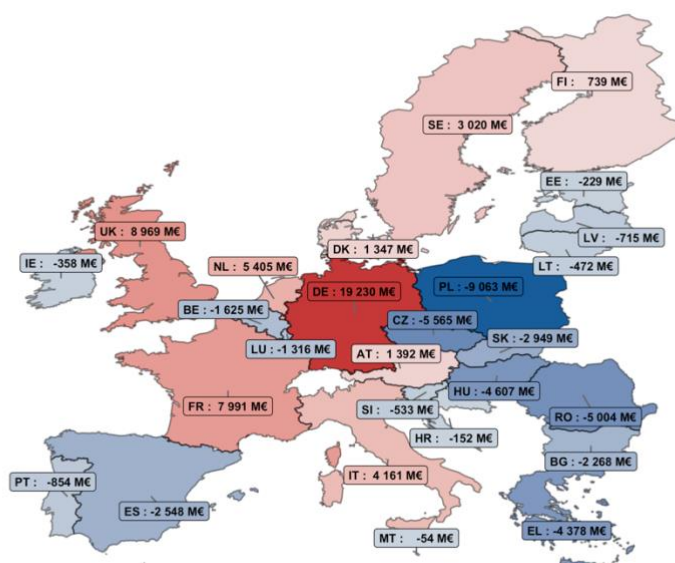 FI : 739 M€
SE : 3 020 M€
EE : -229 M€
UK : 8 969 M€
LV : -715 M€
DK : 1 347 M€
IE : -358 M€
NL : 5 405 M€
LT : -472 M€
DE : 19 230 M€
PL : -9 063 M€
BE : -1 625 M€
CZ : -5 565 M€
SK : -2 949 M€
LU : -1 316 M€
AT : 1 392 M€
HU : -4 607 M€
FR : 7 991 M€
SI : -533 M€
RO : -5 004 M€
HR : -152 M€
BG : -2 268 M€
PT : -854 M€
IT : 4 161 M€
ES : -2 548 M€
EL : -4 378 M€
MT : -54 M€